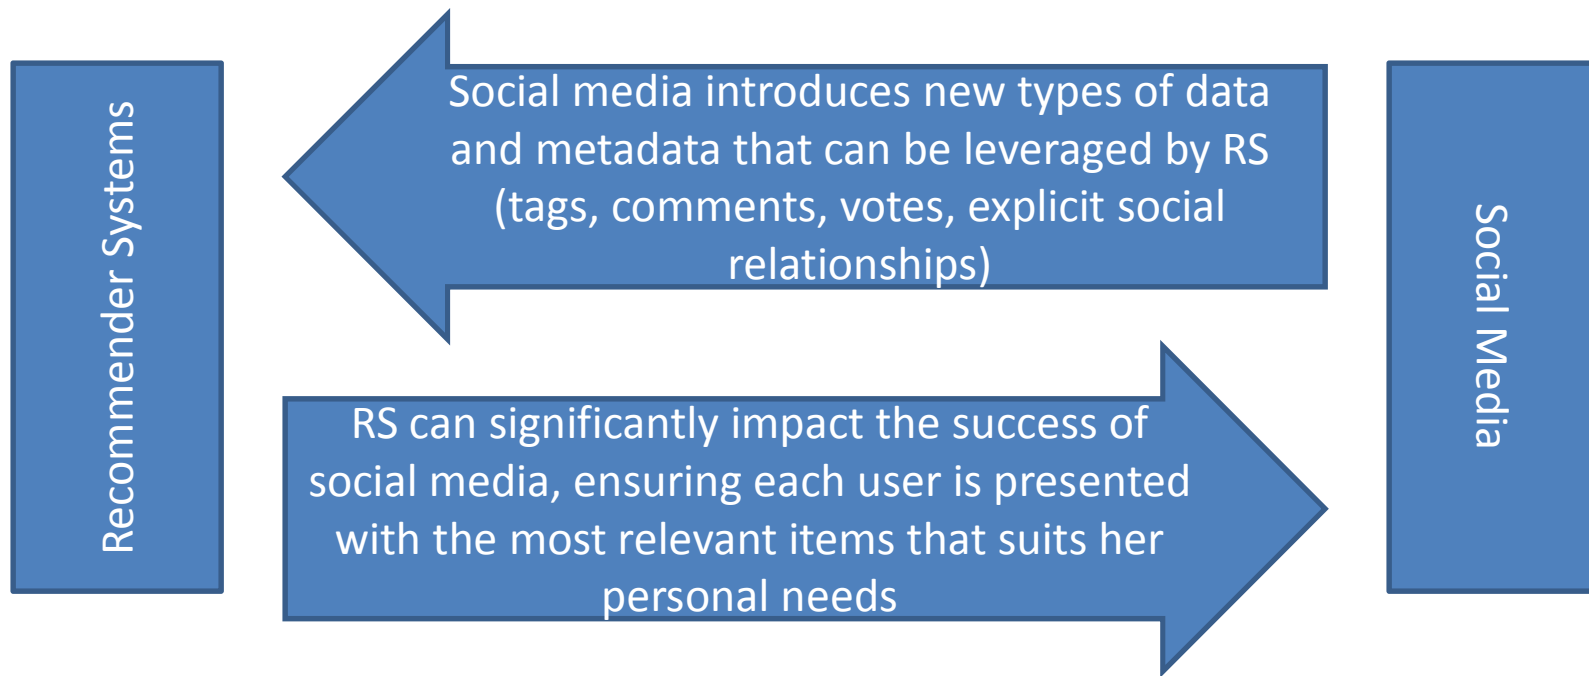 Recommender Systems
Social media introduces new types of data
and metadata that can be leveraged by RS
(tags, comments, votes, explicit social
relationships)
RS can significantly impact the success of
social media, ensuring each user is presented
with the most relevant items that suits her
personal needs
Social Media